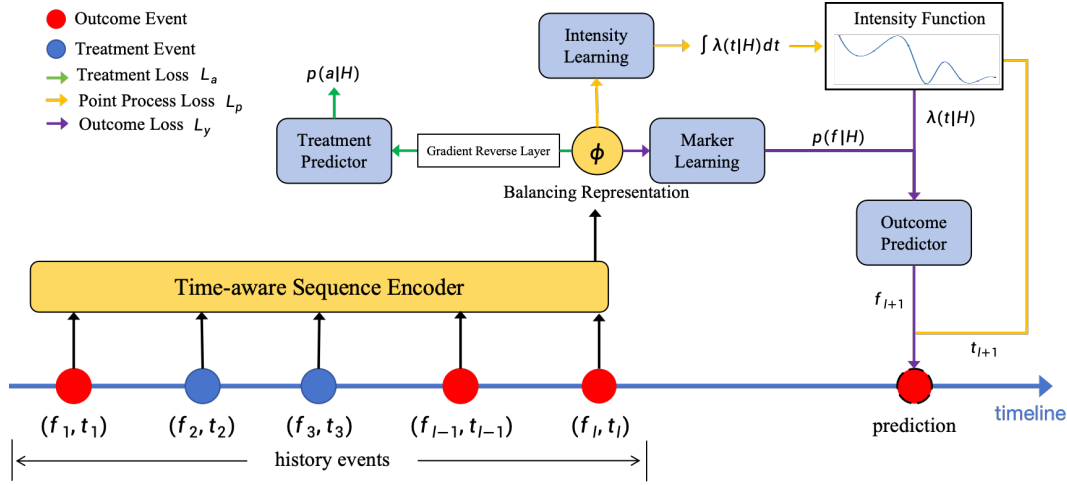 Outcome Event
Treatment Event
Treatment Loss L_a
Point Process Loss L_p
Outcome Loss L_y
p(a|H)
Treatment
Predictor
Gradient Reverse Layer
ϕ
Balancing Representation
Intensity
Learning
∫ λ(t|H)dt
Intensity Function
λ(t|H)
Marker
Learning
p(f|H)
Outcome
Predictor
f_{l+1}
t_{l+1}
Time-aware Sequence Encoder
(f_1, t_1)
(f_2, t_2)
(f_3, t_3)
(f_{l−1}, t_{l−1})
(f_l, t_l)
prediction
timeline
history events